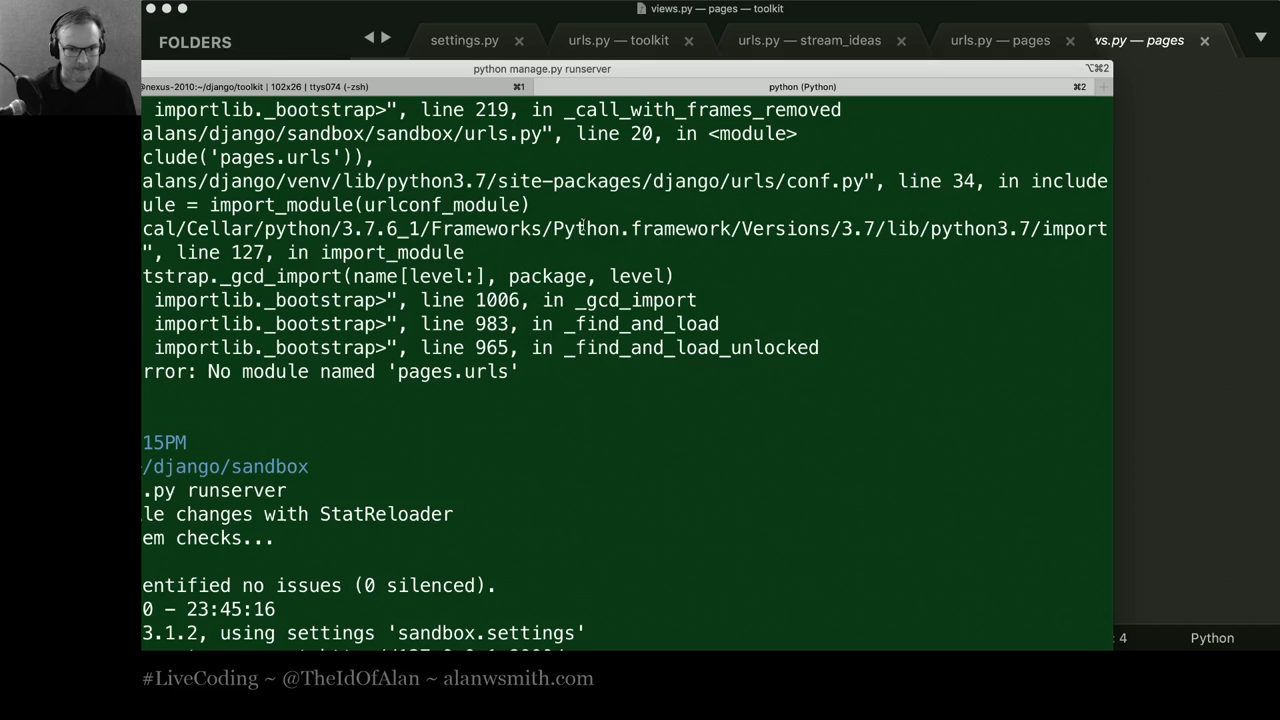 views.py — pages — toolkit
FOLDERS
settings.py
urls.py — toolkit
urls.py — stream_ideas
urls.py — pages
ws.py — pages
python manage.py runserver
⌥⌘2
@nexus-2010:~/django/toolkit | 102x26 | ttys074 (-zsh)
⌘1
python (Python)
⌘2
importlib._bootstrap>", line 219, in _call_with_frames_removed
alans/django/sandbox/sandbox/urls.py", line 20, in <module>
clude('pages.urls')),
alans/django/venv/lib/python3.7/site-packages/django/urls/conf.py", line 34, in include
ule = import_module(urlconf_module)
cal/Cellar/python/3.7.6_1/Frameworks/Python.framework/Versions/3.7/lib/python3.7/import
", line 127, in import_module
tstrap._gcd_import(name[level:], package, level)
importlib._bootstrap>", line 1006, in _gcd_import
importlib._bootstrap>", line 983, in _find_and_load
importlib._bootstrap>", line 965, in _find_and_load_unlocked
rror: No module named 'pages.urls'
15PM
/django/sandbox
.py runserver
le changes with StatReloader
em checks...
entified no issues (0 silenced).
0 - 23:45:16
3.1.2, using settings 'sandbox.settings'
: 4
Python
#LiveCoding ~ @TheIdOfAlan ~ alanwsmith.com